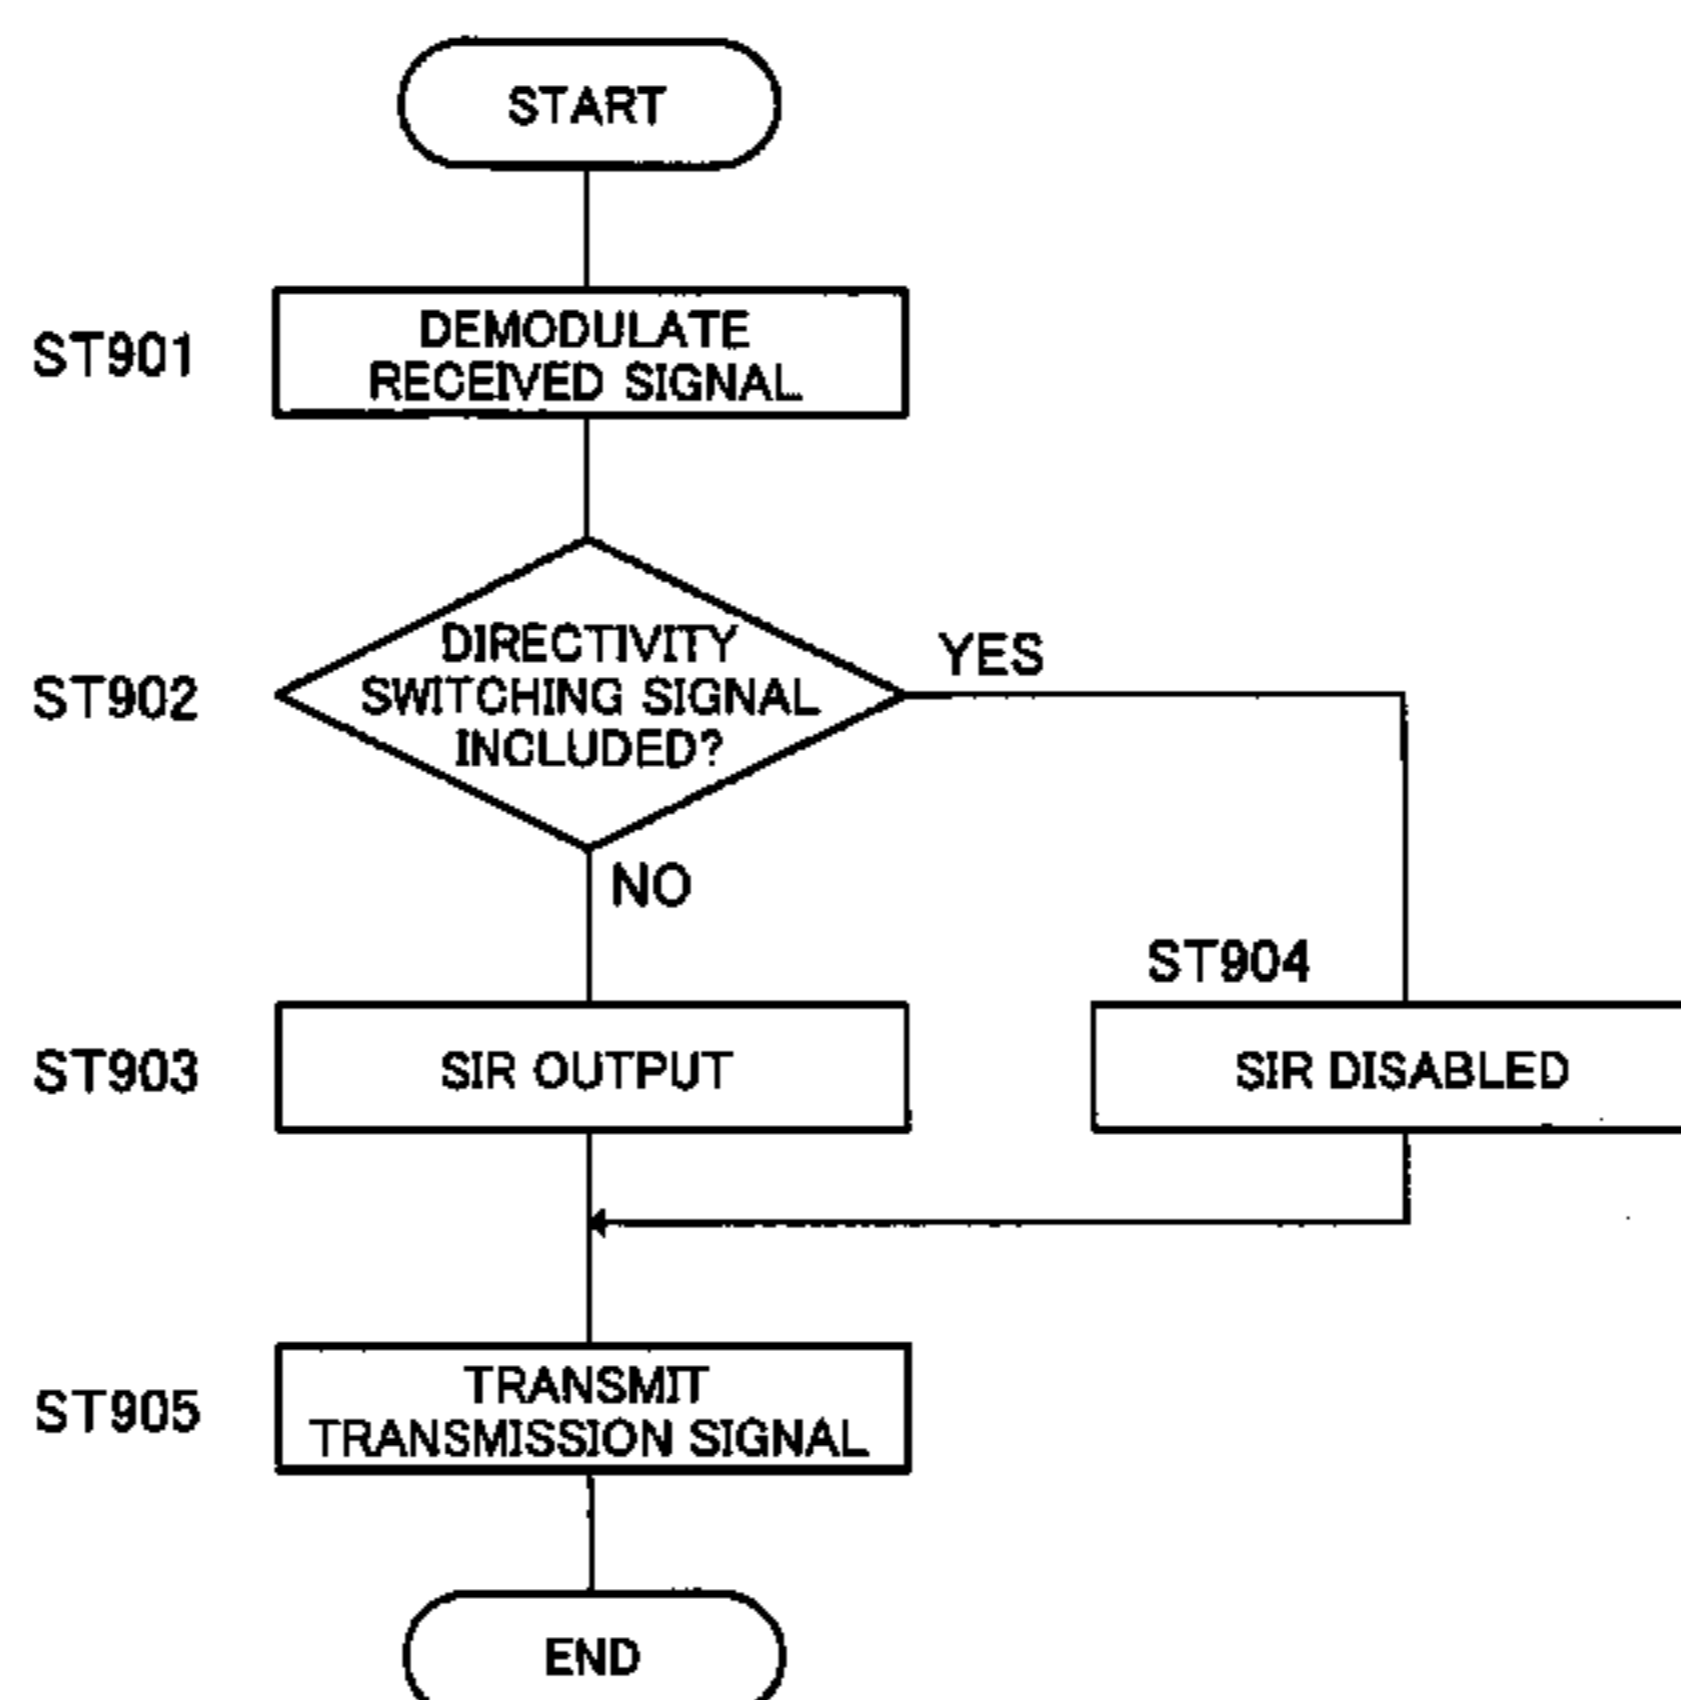 START
ST901
DEMODULATE
RECEIVED SIGNAL
ST902
DIRECTIVITY
SWITCHING SIGNAL
INCLUDED?
YES
NO
ST904
ST903
SIR OUTPUT
SIR DISABLED
ST905
TRANSMIT
TRANSMISSION SIGNAL
END